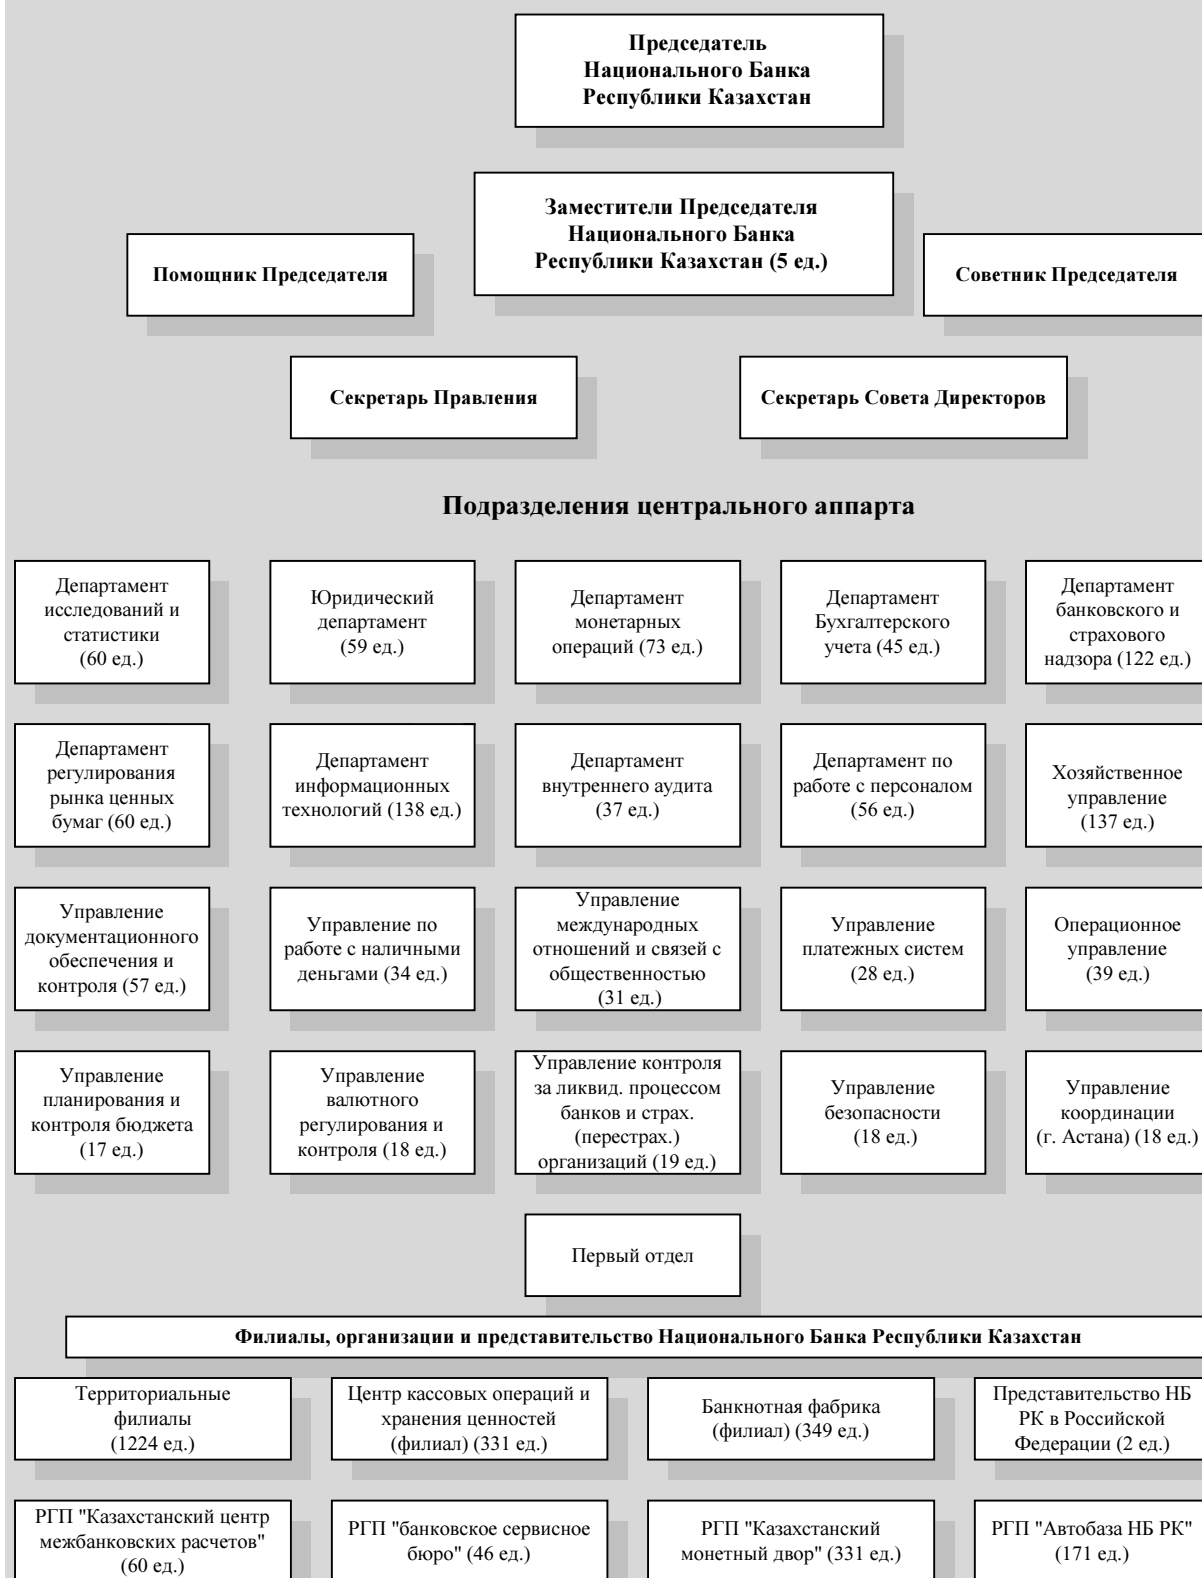 Председатель
Национального Банка
Республики Казахстан
Заместители Председателя
Национального Банка
Республики Казахстан (5 ед.)
Помощник Председателя
Советник Председателя
Секретарь Правления
Секретарь Совета Директоров
Подразделения центрального аппарта
Департамент
исследований и
статистики
(60 ед.)
Юридический
департамент
(59 ед.)
Департамент
монетарных
операций (73 ед.)
Департамент
Бухгалтерского
учета (45 ед.)
Департамент
банковского и
страхового
надзора (122 ед.)
Департамент
регулирования
рынка ценных
бумаг (60 ед.)
Департамент
информационных
технологий (138 ед.)
Департамент
внутреннего аудита
(37 ед.)
Департамент по
работе с персоналом
(56 ед.)
Хозяйственное
управление
(137 ед.)
Управление
документационного
обеспечения и
контроля (57 ед.)
Управление по
работе с наличными
деньгами (34 ед.)
Управление
международных
отношений и связей с
общественностью
(31 ед.)
Управление
платежных систем
(28 ед.)
Операционное
управление
(39 ед.)
Управление
планирования и
контроля бюджета
(17 ед.)
Управление
валютного
регулирования и
контроля (18 ед.)
Управление контроля
за ликвид. процессом
банков и страх.
(перестрах.)
организаций (19 ед.)
Управление
безопасности
(18 ед.)
Управление
координации
(г. Астана) (18 ед.)
Первый отдел
Филиалы, организации и представительство Национального Банка Республики Казахстан
Территориальные
филиалы
(1224 ед.)
Центр кассовых операций и
хранения ценностей
(филиал) (331 ед.)
Банкнотная фабрика
(филиал) (349 ед.)
Представительство НБ
РК в Российской
Федерации (2 ед.)
РГП "Казахстанский центр
межбанковских расчетов"
(60 ед.)
РГП "банковское сервисное
бюро" (46 ед.)
РГП "Казахстанский
монетный двор" (331 ед.)
РГП "Автобаза НБ РК"
(171 ед.)